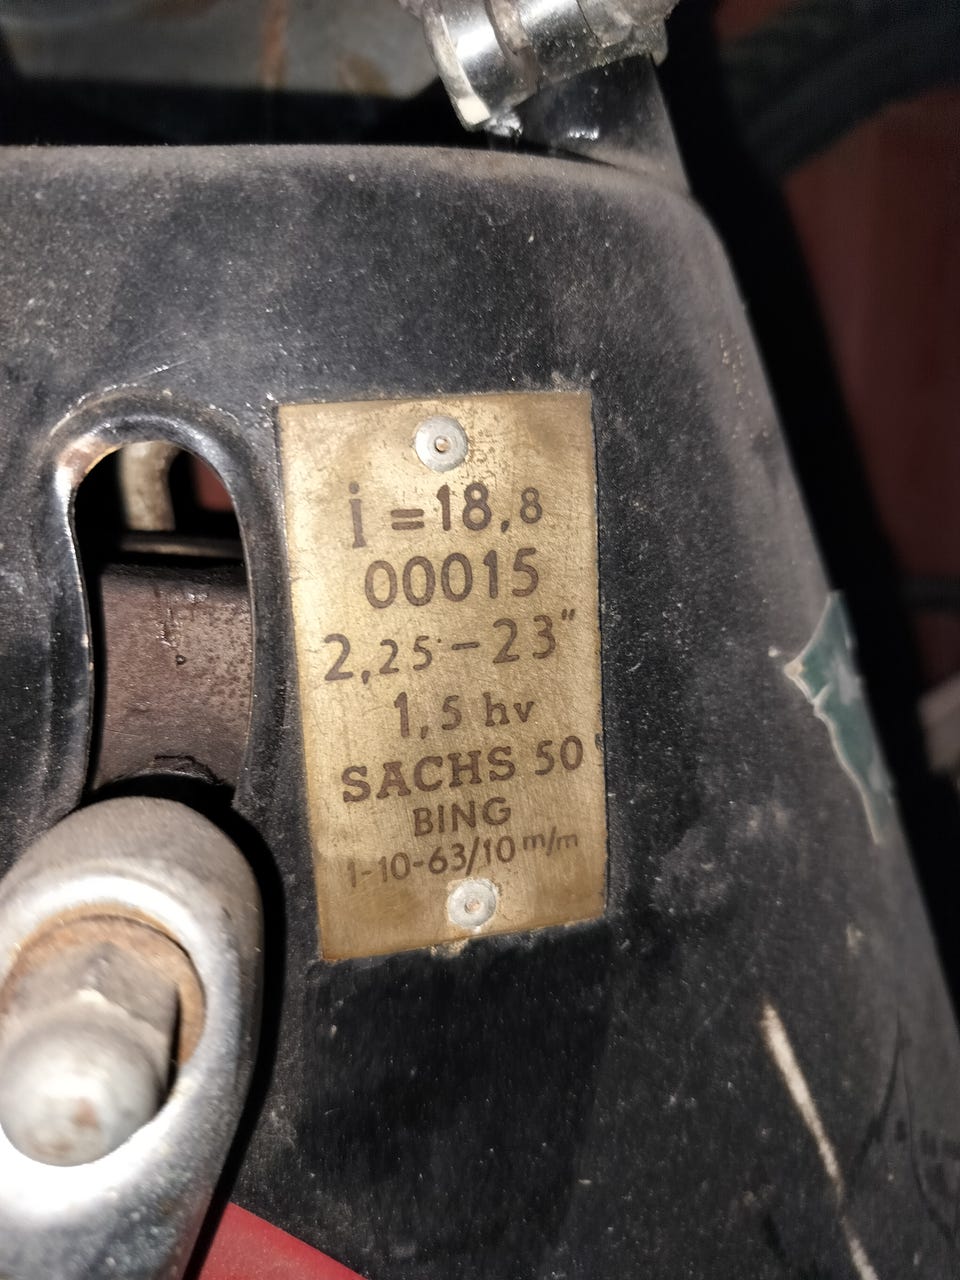 i = 18,8
00015
2,25 - 23"
1,5 hv
SACHS 50
BING
1-10-63/10 m/m